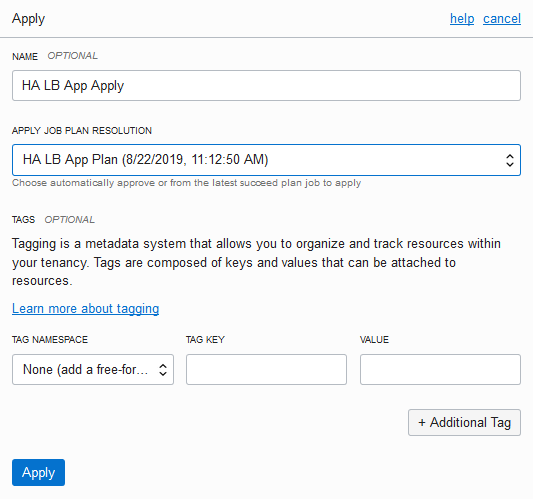 Apply
help cancel
NAME OPTIONAL
HA LB App Apply
APPLY JOB PLAN RESOLUTION
HA LB App Plan (8/22/2019, 11:12:50 AM)
Choose automatically approve or from the latest succeed plan job to apply
TAGS OPTIONAL
Tagging is a metadata system that allows you to organize and track resources within
your tenancy. Tags are composed of keys and values that can be attached to
resources.
Learn more about tagging
TAG NAMESPACE TAG KEY VALUE
None (add a free-for...
+ Additional Tag
Apply